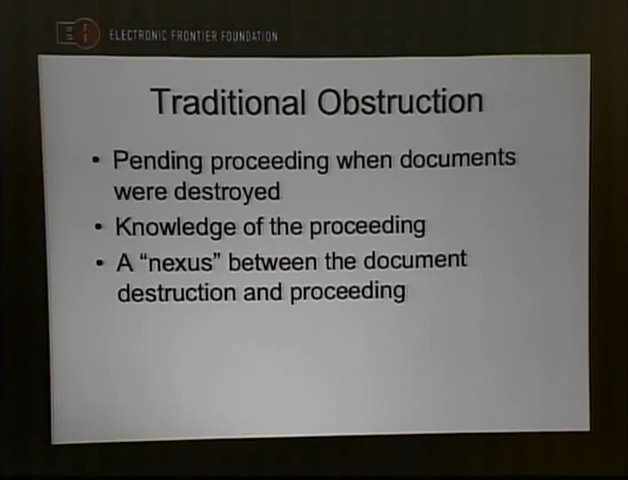 ELECTRONIC FRONTIER FOUNDATION
Traditional Obstruction
• Pending proceeding when documents
were destroyed
• Knowledge of the proceeding
• A “nexus” between the document
destruction and proceeding